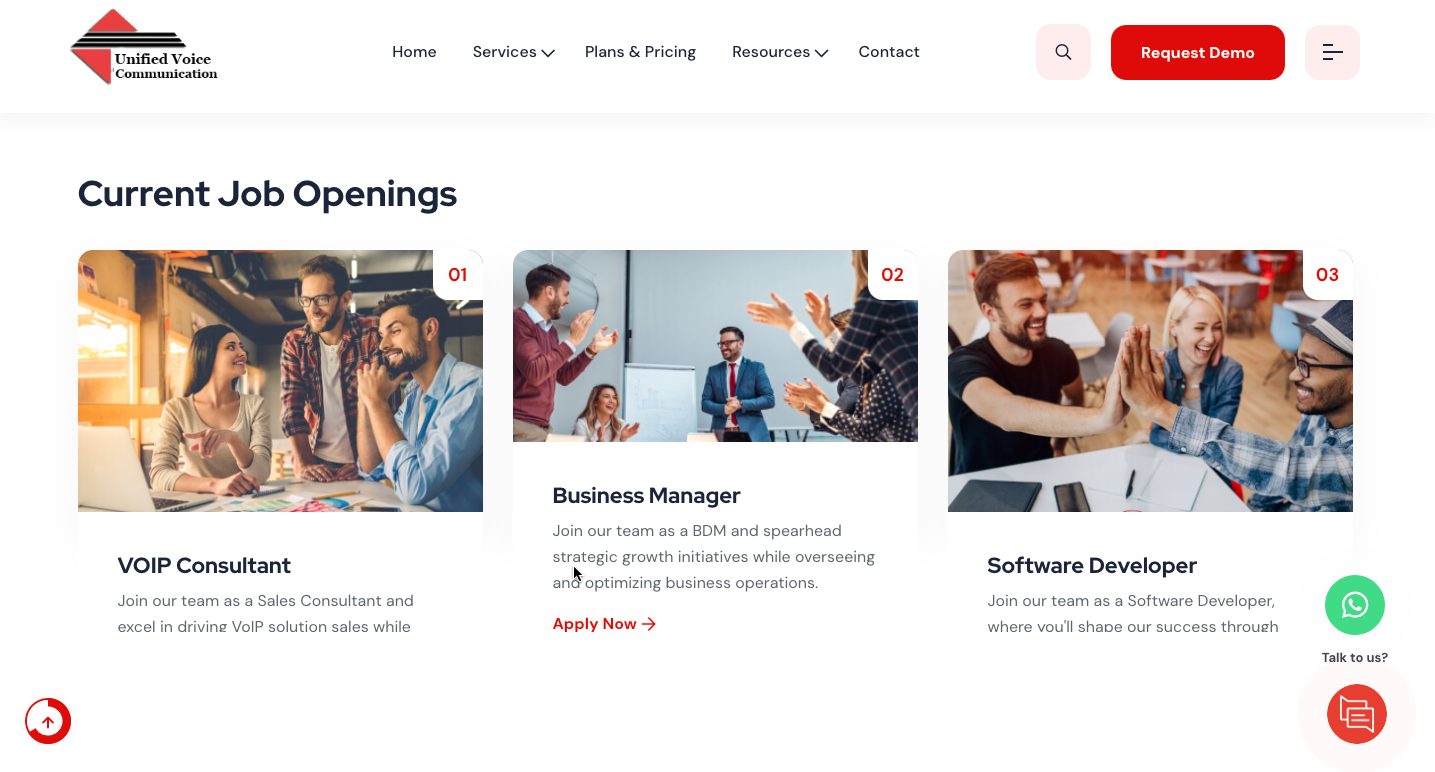 Unified Voice
Communication
Home
Services
Plans & Pricing
Resources
Contact
Request Demo
Current Job Openings
01
02
03
VOIP Consultant
Join our team as a Sales Consultant and
excel in driving VoIP solution sales while
Business Manager
Join our team as a BDM and spearhead
strategic growth initiatives while overseeing
and optimizing business operations.
Apply Now
Software Developer
Join our team as a Software Developer,
where you'll shape our success through
Talk to us?